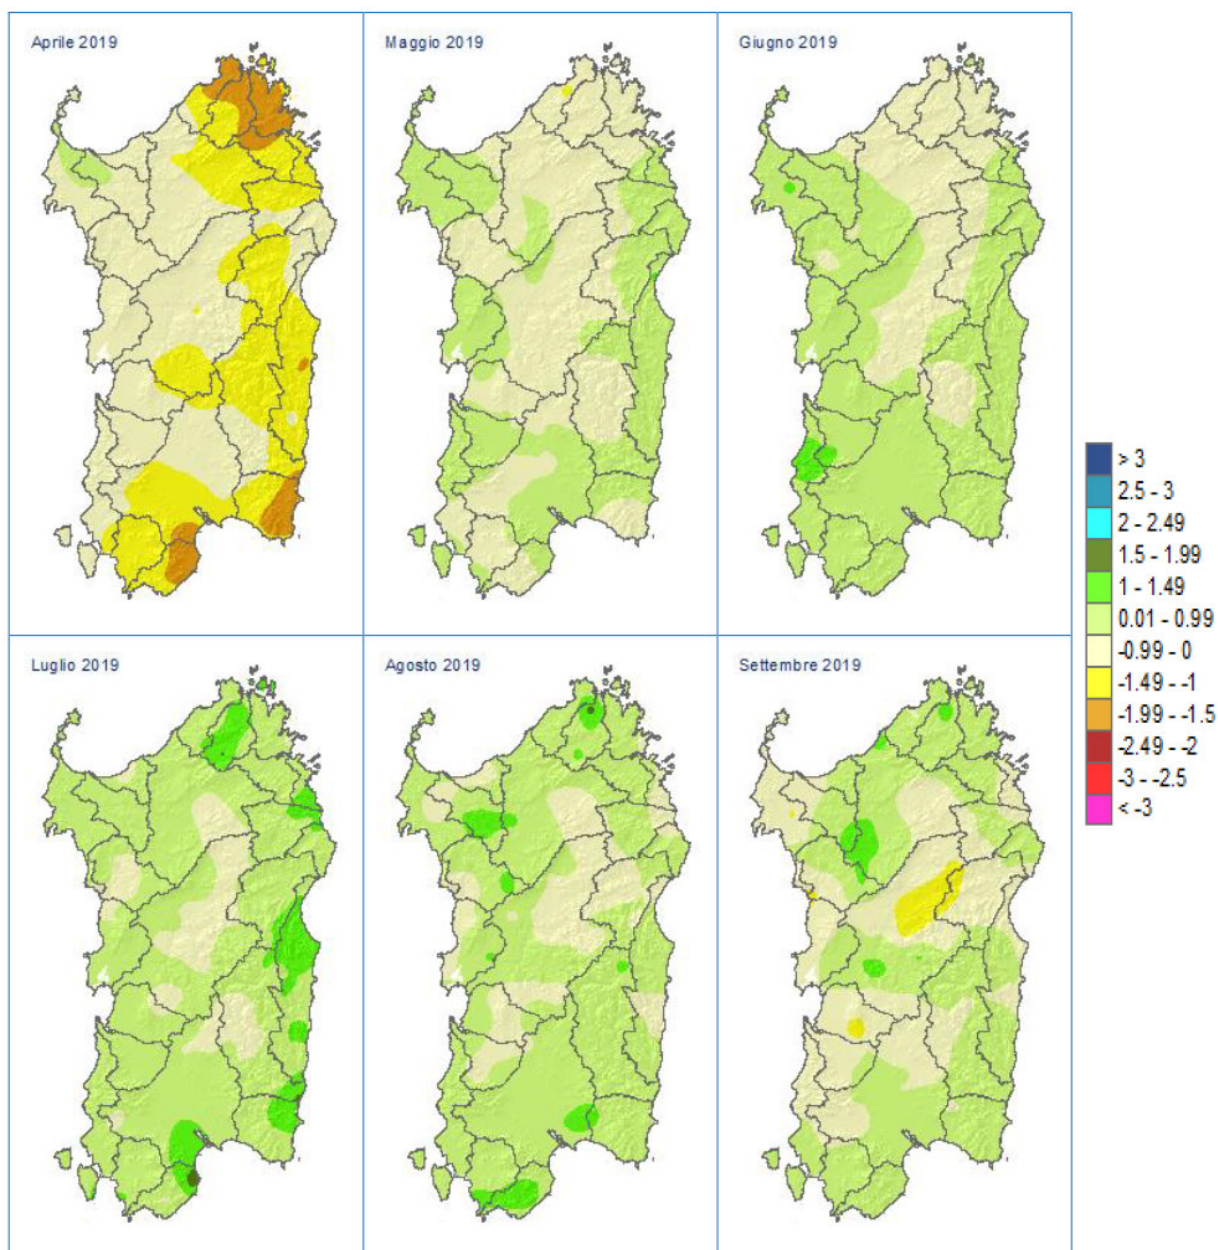 Aprile 2019
Maggio 2019
Giugno 2019
> 3
2.5 - 3
2 - 2.49
1.5 - 1.99
1 - 1.49
0.01 - 0.99
-0.99 - 0
-1.49 - -1
-1.99 - -1.5
-2.49 - -2
-3 - -2.5
< -3
Luglio 2019
Agosto 2019
Settembre 2019